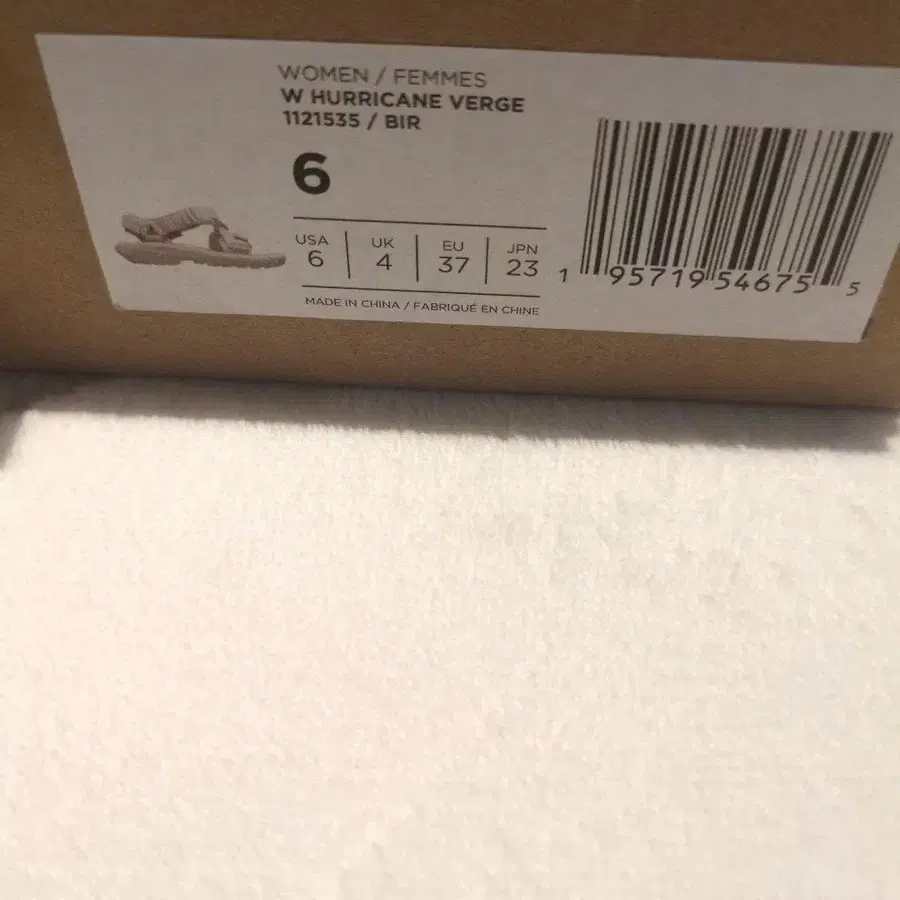 WOMEN / FEMMES
W HURRICANE VERGE
1121535 / BIR
6
USA UK EU JPN
6 4 37 23
MADE IN CHINA / FABRIQUÉ EN CHINE
1 95719 54675 5